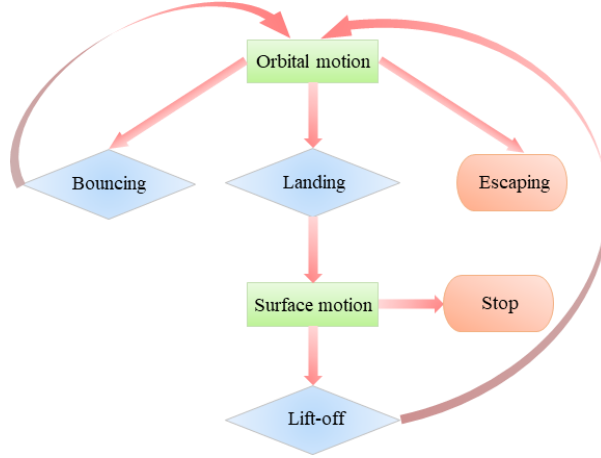 Orbital motion
Bouncing
Landing
Escaping
Surface motion
Stop
Lift-off